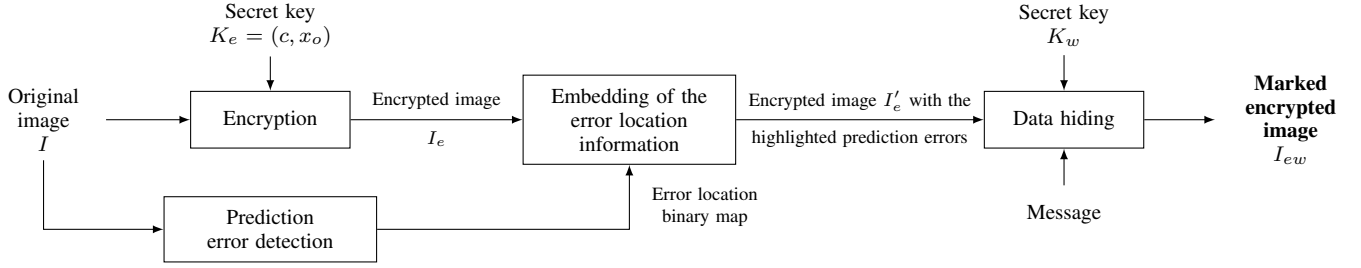 Secret key
K_e = (c, x_o)
Secret key
K_w
Original
image
I
Encryption
Encrypted image
I_e
Embedding of the
error location
information
Encrypted image I'_e with the
highlighted prediction errors
Data hiding
Marked
encrypted
image
I_{ew}
Prediction
error detection
Error location
binary map
Message